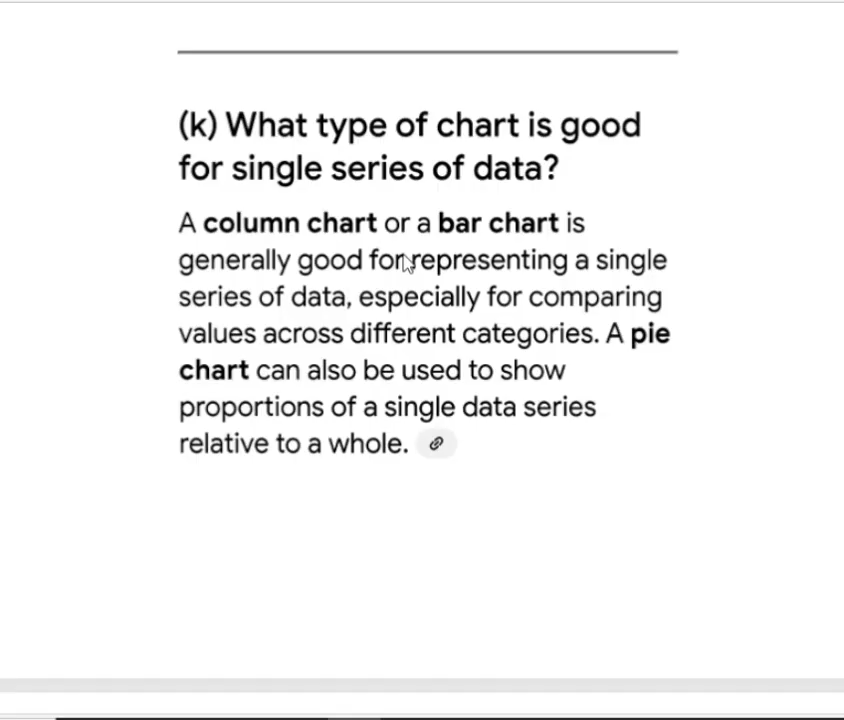 (k) What type of chart is good
for single series of data?
A column chart or a bar chart is
generally good for representing a single
series of data, especially for comparing
values across different categories. A pie
chart can also be used to show
proportions of a single data series
relative to a whole.